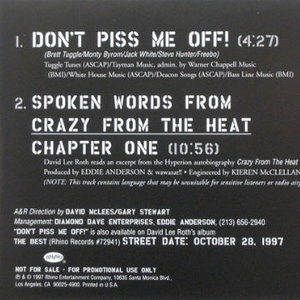 1. DON'T PISS ME OFF! (4:27)
(Brett Tuggle/Monty Byrom/Jack White/Steve Hunter/Freebo)
Tuggle Tunes (ASCAP)/Tayman Music, admin. by Warner Chappell Music
(BMI)/White House Music (ASCAP)/Deacon Songs (ASCAP)/Bass Line Music (BMI)
2. SPOKEN WORDS FROM
CRAZY FROM THE HEAT
CHAPTER ONE (10:56)
David Lee Roth reads an excerpt from the Hyperion autobiography Crazy From The Heat
Produced by EDDIE ANDERSON & wawazat!! • Engineered by KIEREN McCLELLAN
(NOTE: This track contains language that may be unsuitable for sensitive listeners or radio airp
A&R Direction by DAVID McLEES/GARY STEWART
Management: DIAMOND DAVE ENTERPRISES, EDDIE ANDERSON, (213) 656-2940
"DON'T PISS ME OFF!" is also available on David Lee Roth's album
THE BEST (Rhino Records #72941) STREET DATE: OCTOBER 28, 1997
RHINO
NOT FOR SALE - FOR PROMOTIONAL USE ONLY
℗ © 1997 Rhino Entertainment Company, 10635 Santa Monica Blvd.,
Los Angeles, CA 90025-4900. Printed in U.S.A.